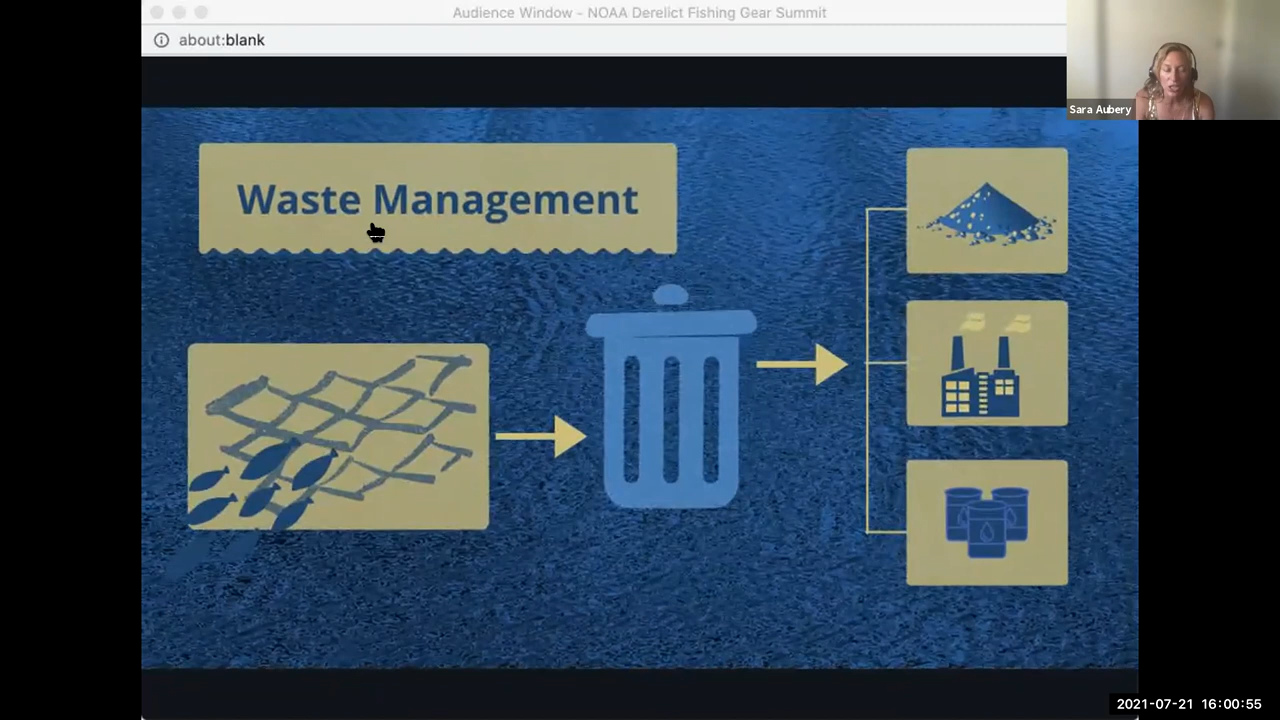 Audience Window - NOAA Derelict Fishing Gear Summit
about:blank
Sara Aubery
Waste Management
2021-07-21 16:00:55